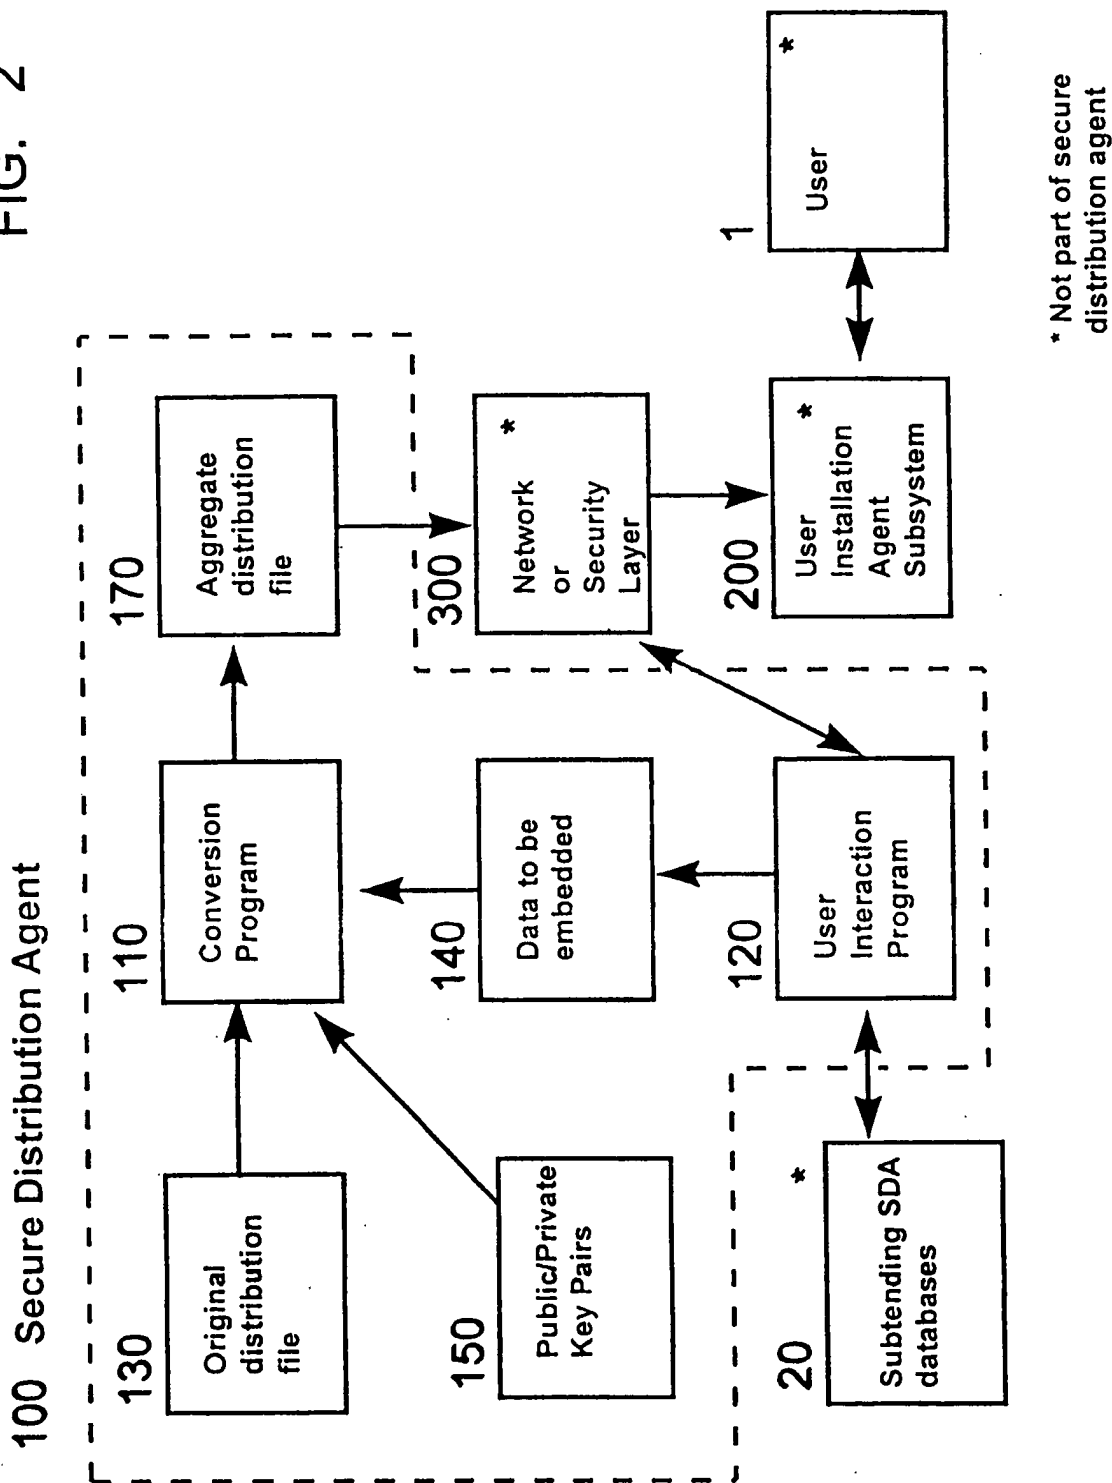 FIG. 2
100 Secure Distribution Agent
130
Original
distribution
file
110
Conversion
Program
170
Aggregate
distribution
file
150
Public/Private
Key Pairs
140
Data to be
embedded
300
*
Network
or
Security
Layer
20
*
Subtending SDA
databases
120
User
Interaction
Program
200
*
User
Installation
Agent
Subsystem
1
*
User
* Not part of secure
distribution agent